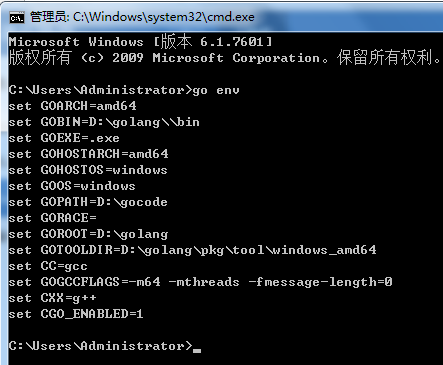 管理员: C:\Windows\system32\cmd.exe
Microsoft Windows [版本 6.1.7601]
版权所有 (c) 2009 Microsoft Corporation。保留所有权利。
C:\Users\Administrator>go env
set GOARCH=amd64
set GOBIN=D:\golang\\bin
set GOEXE=.exe
set GOHOSTARCH=amd64
set GOHOSTOS=windows
set GOOS=windows
set GOPATH=D:\gocode
set GORACE=
set GOROOT=D:\golang
set GOTOOLDIR=D:\golang\pkg\tool\windows_amd64
set CC=gcc
set GOGCCFLAGS=-m64 -mthreads -fmessage-length=0
set CXX=g++
set CGO_ENABLED=1
C:\Users\Administrator>_